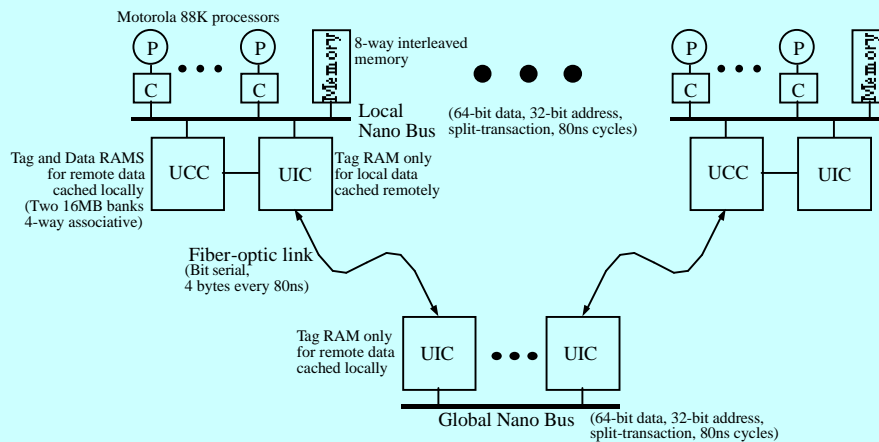 Motorola 88K processors
P
P
Memory
8-way interleaved
memory
P
P
Memory
C
C
C
C
Local
Nano Bus
(64-bit data, 32-bit address,
split-transaction, 80ns cycles)
Tag and Data RAMS
for remote data
cached locally
(Two 16MB banks
4-way associative)
UCC
UIC
Tag RAM only
for local data
cached remotely
UCC
UIC
Fiber-optic link
(Bit serial,
4 bytes every 80ns)
Tag RAM only
for remote data
cached locally
UIC
UIC
Global Nano Bus
(64-bit data, 32-bit address,
split-transaction, 80ns cycles)